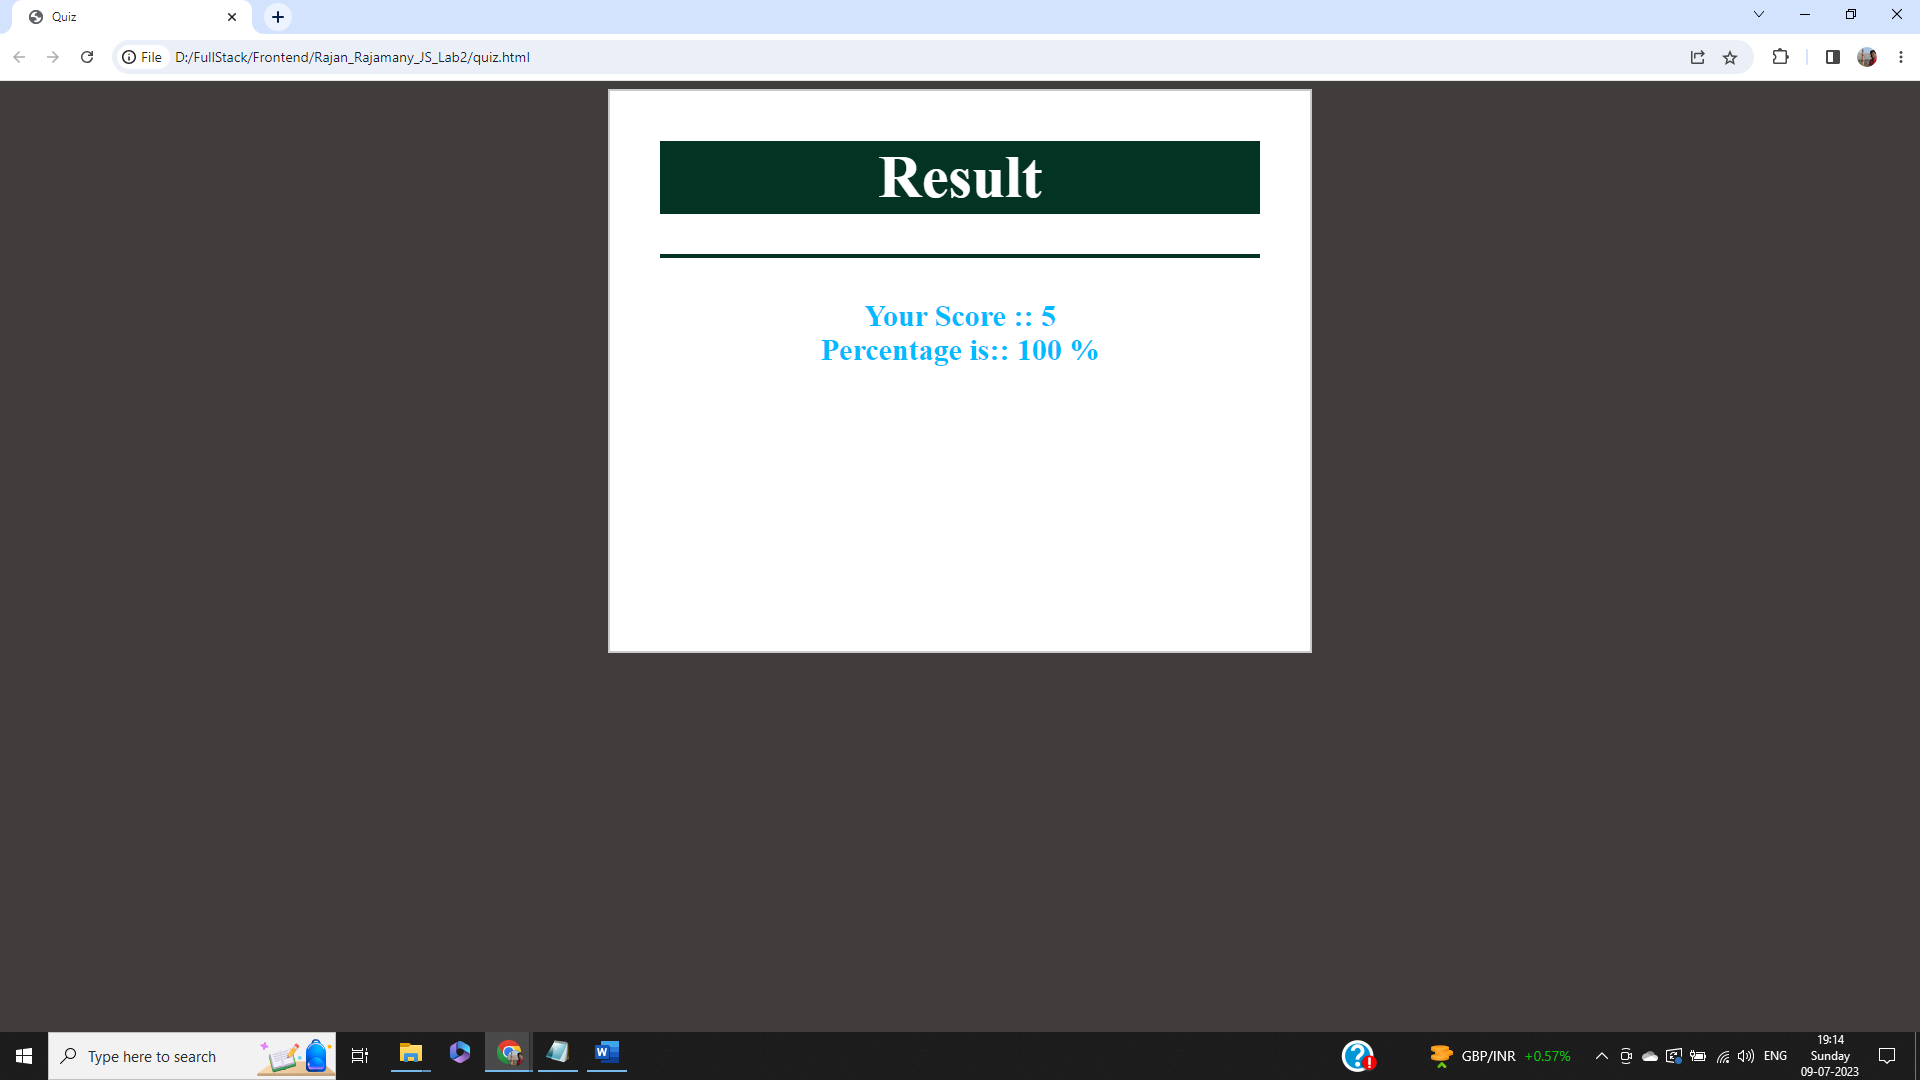 Quiz
File D:/FullStack/Frontend/Rajan_Rajamany_JS_Lab2/quiz.html
Result
Your Score :: 5
Percentage is:: 100 %
Type here to search
GBP/INR +0.57%
ENG
19:14
Sunday
09-07-2023